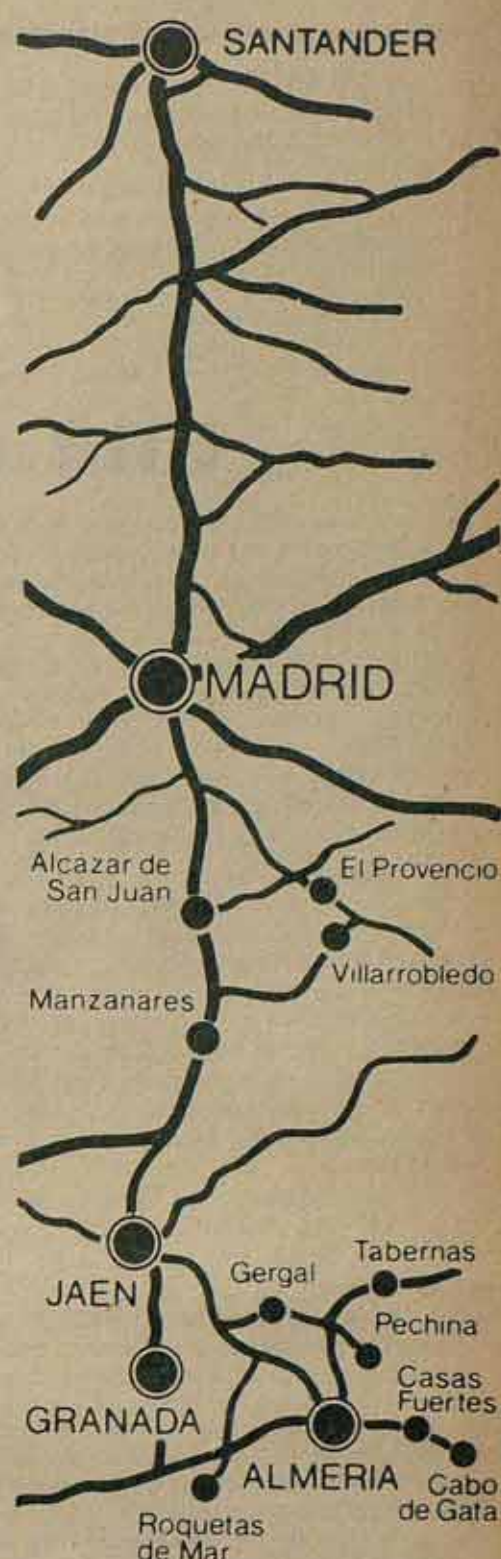 SANTANDER
MADRID
Alcazar de
San Juan
El Provencio
Villarrobledo
Manzanares
JAEN
Gergal
Tabernas
Pechina
Casas
Fuertes
GRANADA
ALMERIA
Cabo
de Gata
Roquetas
de Mar